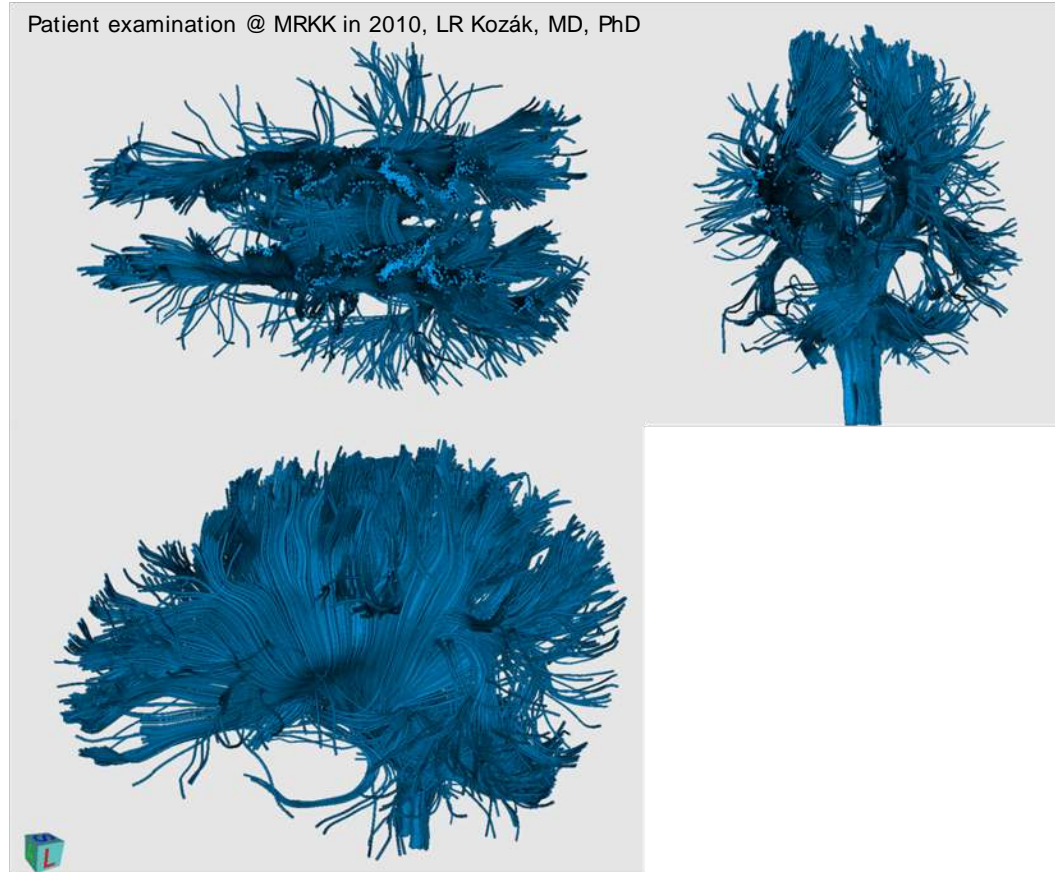 Patient examination @ MRKK in 2010, LR Kozák, MD, PhD
S
L